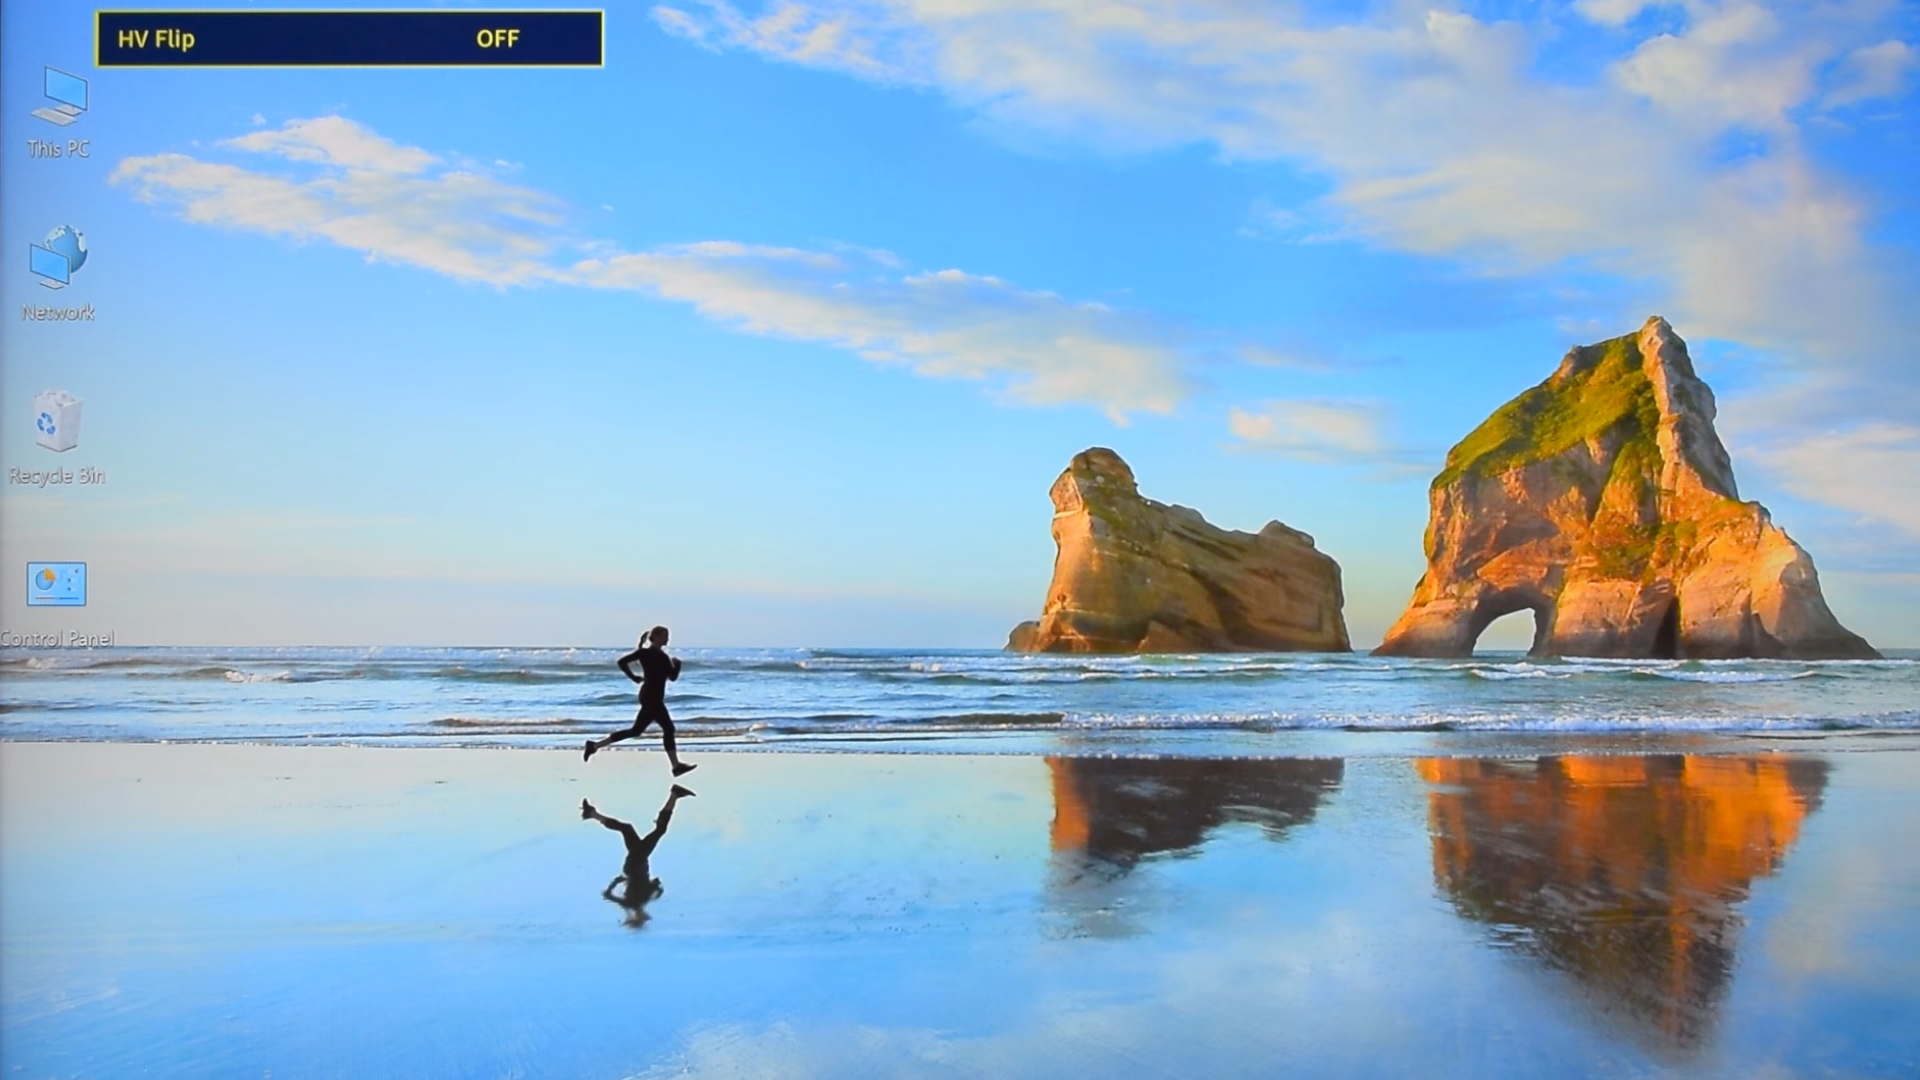 HV Flip OFF
This PC
Network
Recycle Bin
Control Panel